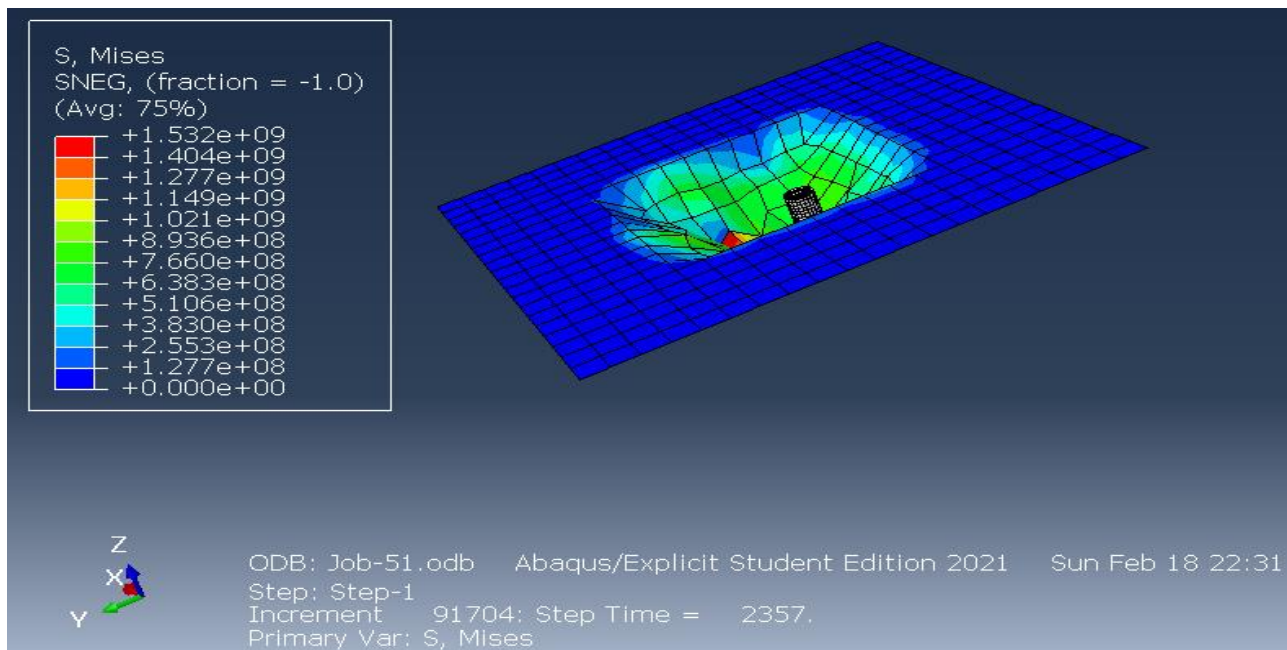 S, Mises
SNEG, (fraction = -1.0)
(Avg: 75%)
+1.532e+09
+1.404e+09
+1.277e+09
+1.149e+09
+1.021e+09
+8.936e+08
+7.660e+08
+6.383e+08
+5.106e+08
+3.830e+08
+2.553e+08
+1.277e+08
+0.000e+00
Z
X
Y
ODB: Job-51.odb Abaqus/Explicit Student Edition 2021 Sun Feb 18 22:31
Step: Step-1
Increment 91704: Step Time = 2357.
Primary Var: S, Mises